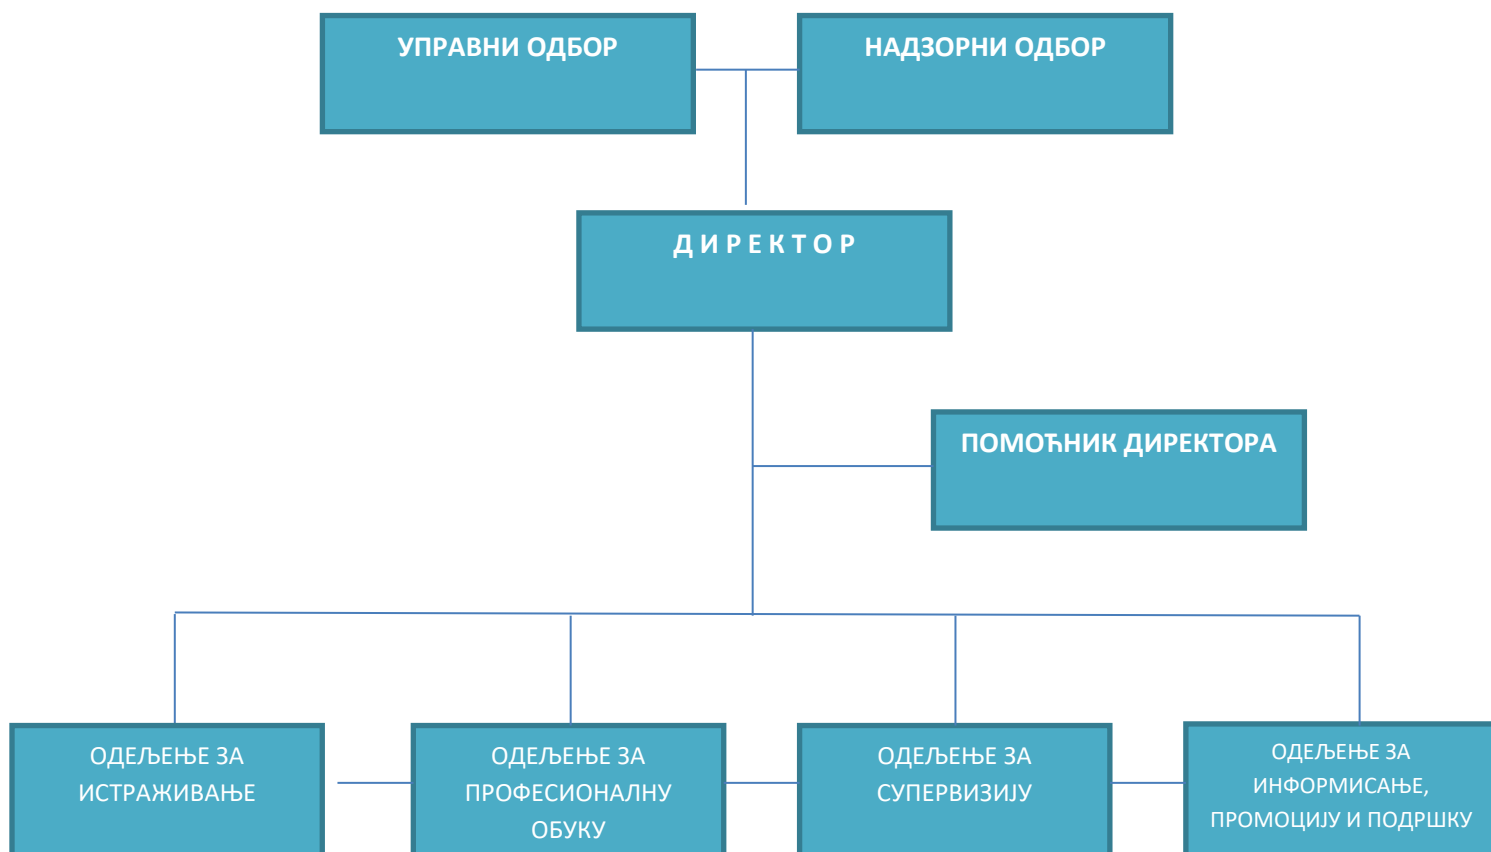 УПРАВНИ ОДБОР
НАДЗОРНИ ОДБОР
Д И Р Е К Т О Р
ПОМОЋНИК ДИРЕКТОРА
ОДЕЉЕЊЕ ЗА
ИСТРАЖИВАЊЕ
ОДЕЉЕЊЕ ЗА
ПРОФЕСИОНАЛНУ
ОБУКУ
ОДЕЉЕЊЕ ЗА
СУПЕРВИЗИЈУ
ОДЕЉЕЊЕ ЗА
ИНФОРМИСАЊЕ,
ПРОМОЦИЈУ И ПОДРШКУ